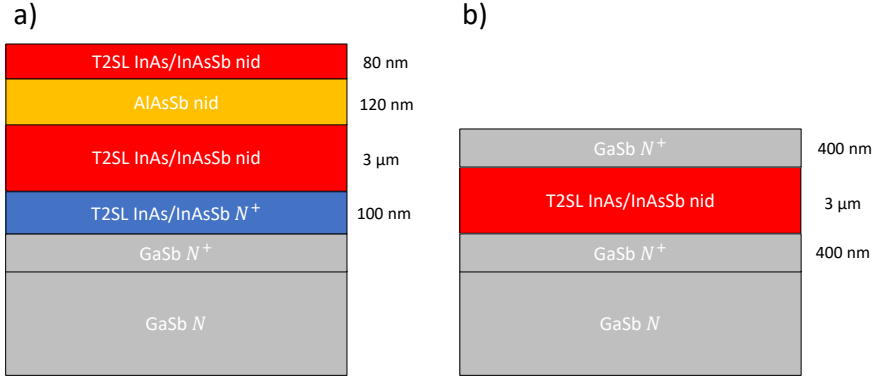 a)
T2SL InAs/InAsSb nid
80 nm
AlAsSb nid
120 nm
T2SL InAs/InAsSb nid
3 µm
T2SL InAs/InAsSb N+
100 nm
GaSb N+
GaSb N
b)
GaSb N+
400 nm
T2SL InAs/InAsSb nid
3 µm
GaSb N+
400 nm
GaSb N